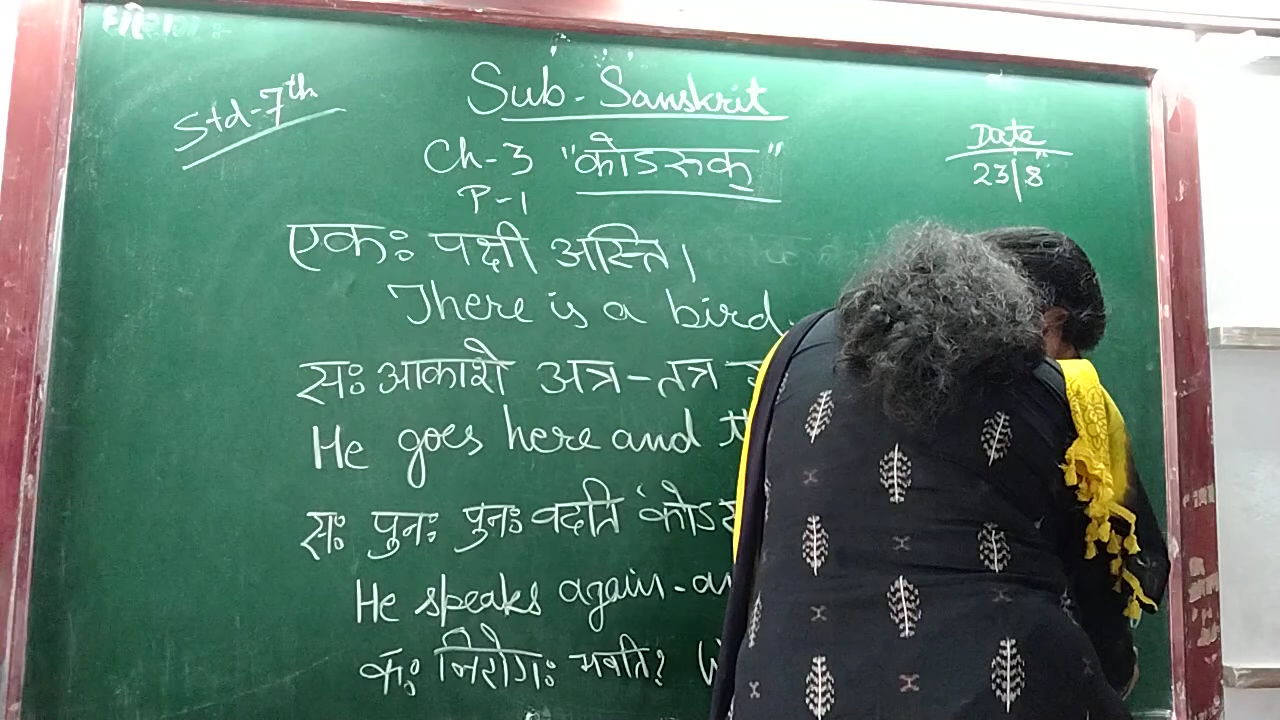 Std-7th
Sub-Sanskrit
Ch-3 "कोऽरुक्"
Date
23/8
P-1
एकः पक्षी अस्ति।
There is a bird.
सः आकाशे अत्र-तत्र
He goes here and
सः पुनः पुनः वदति 'कोऽ
He speaks again-
कः निरोगः भवति?